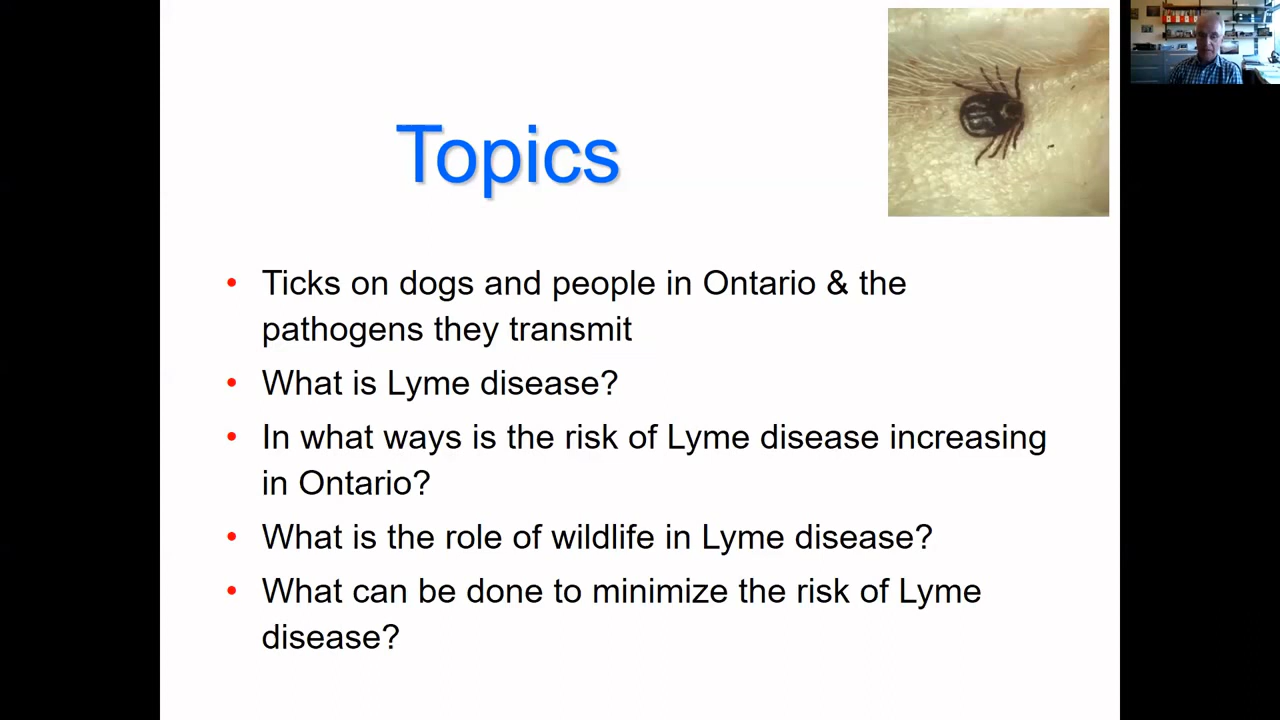 Topics
• Ticks on dogs and people in Ontario & the
pathogens they transmit
• What is Lyme disease?
• In what ways is the risk of Lyme disease increasing
in Ontario?
• What is the role of wildlife in Lyme disease?
• What can be done to minimize the risk of Lyme
disease?